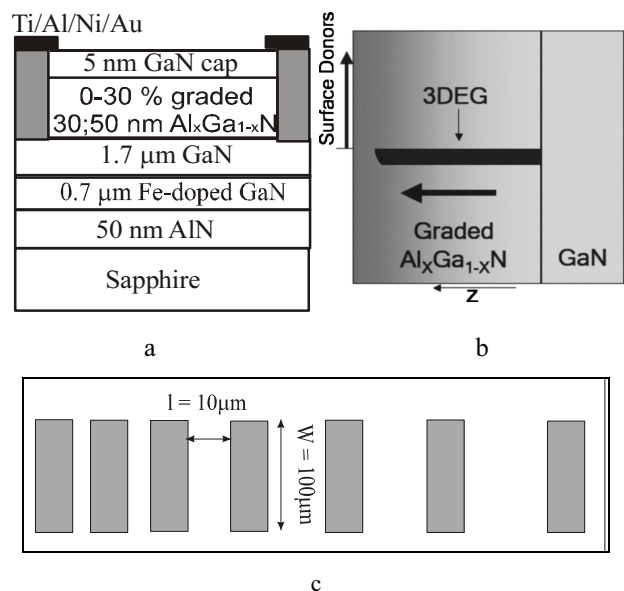 Ti/Al/Ni/Au
5 nm GaN cap
0-30 % graded
30;50 nm AlxGa1-xN
1.7 μm GaN
0.7 μm Fe-doped GaN
50 nm AlN
Sapphire
a
Surface Donors
3DEG
Graded
AlXGa1-XN
GaN
z
b
l = 10μm
W = 100μm
c